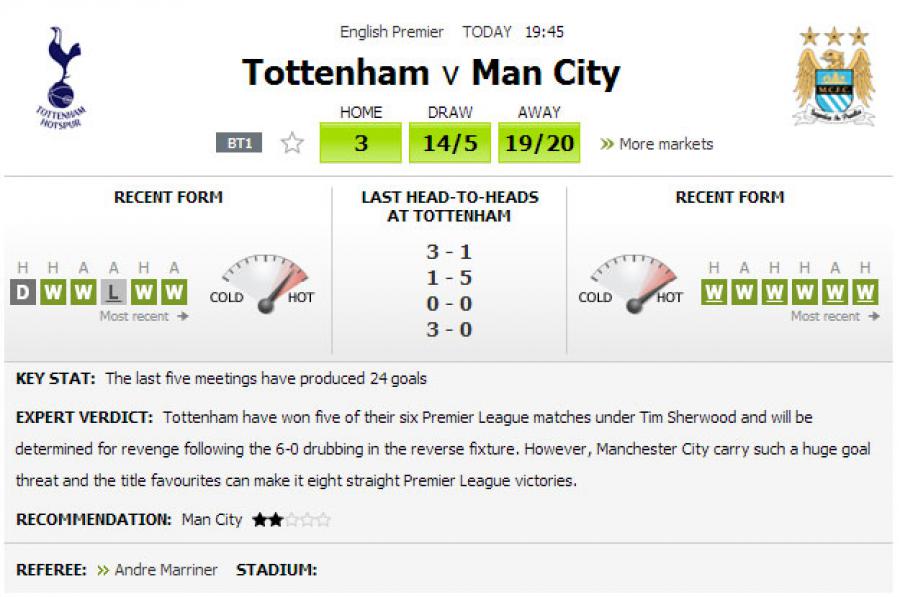 English Premier TODAY 19:45
Tottenham v Man City
TOTTENHAM
HOTSPUR
M.C.F.C.
HOME DRAW AWAY
BT1 3 14/5 19/20 More markets
RECENT FORM
H H A A H A
D W W L W W
COLD HOT
Most recent
LAST HEAD-TO-HEADS
AT TOTTENHAM
3 - 1
1 - 5
0 - 0
3 - 0
RECENT FORM
COLD HOT
H A H H A H
W W W W W W
Most recent
KEY STAT: The last five meetings have produced 24 goals
EXPERT VERDICT: Tottenham have won five of their six Premier League matches under Tim Sherwood and will be
determined for revenge following the 6-0 drubbing in the reverse fixture. However, Manchester City carry such a huge goal
threat and the title favourites can make it eight straight Premier League victories.
RECOMMENDATION: Man City
REFEREE: Andre Marriner STADIUM: